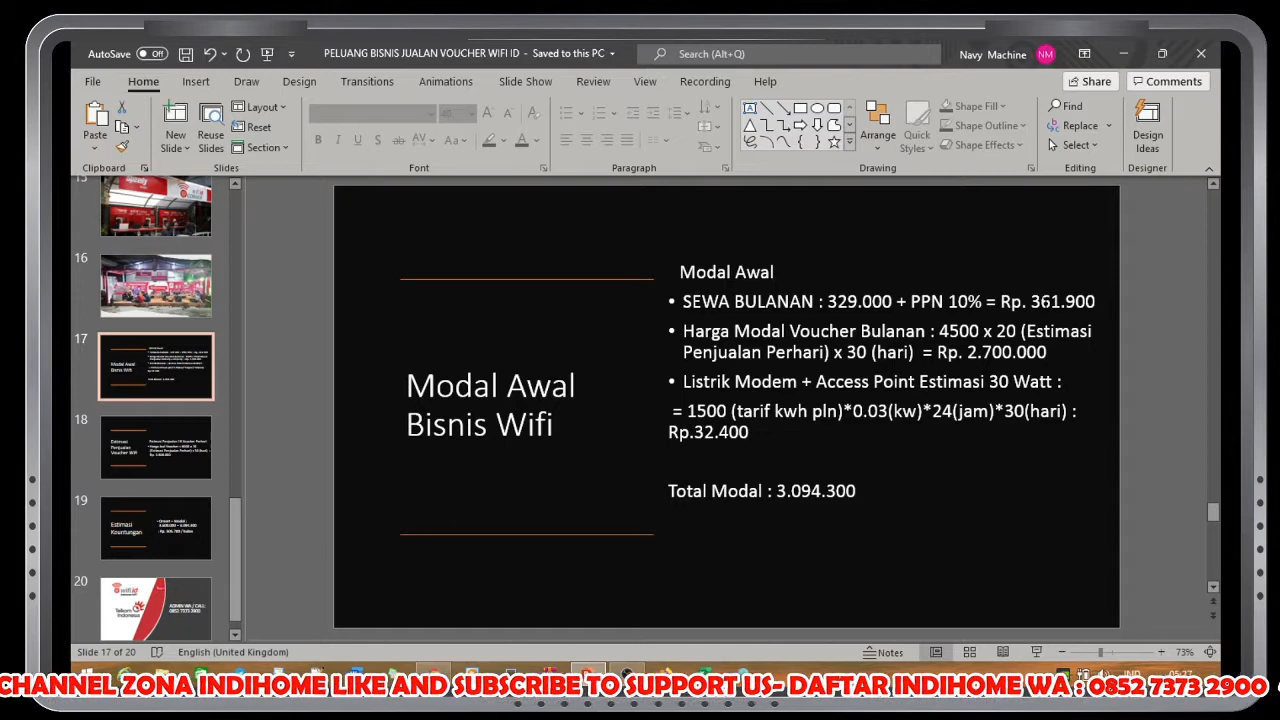 AutoSave Off PELUANG BISNIS JUALAN VOUCHER WIFI ID - Saved to this PC Search (Alt+Q) Navy Machine NM
File Home Insert Draw Design Transitions Animations Slide Show Review View Recording Help Share Comments
Paste
Clipboard
New Slide
Reuse Slides
Layout
Reset
Section
Slides
Font
Paragraph
Arrange
Quick Styles
Shape Fill
Shape Outline
Shape Effects
Drawing
Find
Replace
Select
Editing
Design Ideas
Designer
15
16
17
18
19
20
Modal Awal
Bisnis Wifi
Modal Awal
• SEWA BULANAN : 329.000 + PPN 10% = Rp. 361.900
• Harga Modal Voucher Bulanan : 4500 x 20 (Estimasi
Penjualan Perhari) x 30 (hari) = Rp. 2.700.000
• Listrik Modem + Access Point Estimasi 30 Watt :
= 1500 (tarif kwh pln)*0.03(kw)*24(jam)*30(hari) :
Rp.32.400
Total Modal : 3.094.300
Slide 17 of 20 English (United Kingdom) Notes 73%
CHANNEL ZONA INDIHOME LIKE AND SUBSCRIBE TO SUPPORT US- DAFTAR INDIHOME WA : 0852 7373 2900